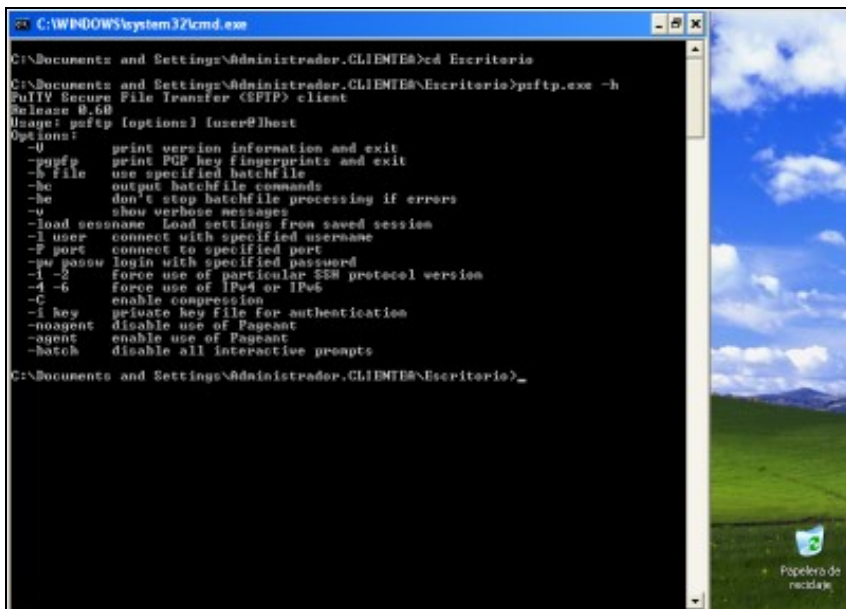 C:\WINDOWS\system32\cmd.exe
C:\Documents and Settings\Administrador.CLIENTEA>cd Escritorio
C:\Documents and Settings\Administrador.CLIENTEA\Escritorio>psftp.exe -h
PuTTY Secure File Transfer (SFTP) client
Release 0.60
Usage: psftp [options] [user@]host
Options:
-V print version information and exit
-pgpfp print PGP key fingerprints and exit
-b file use specified batchfile
-bc output batchfile commands
-be don't stop batchfile processing if errors
-v show verbose messages
-load sessname Load settings from saved session
-l user connect with specified username
-P port connect to specified port
-pw passw login with specified password
-1 -2 force use of particular SSH protocol version
-4 -6 force use of IPv4 or IPv6
-C enable compression
-i key private key file for authentication
-noagent disable use of Pageant
-agent enable use of Pageant
-batch disable all interactive prompts
C:\Documents and Settings\Administrador.CLIENTEA\Escritorio>_
Papelera de
reciclaje